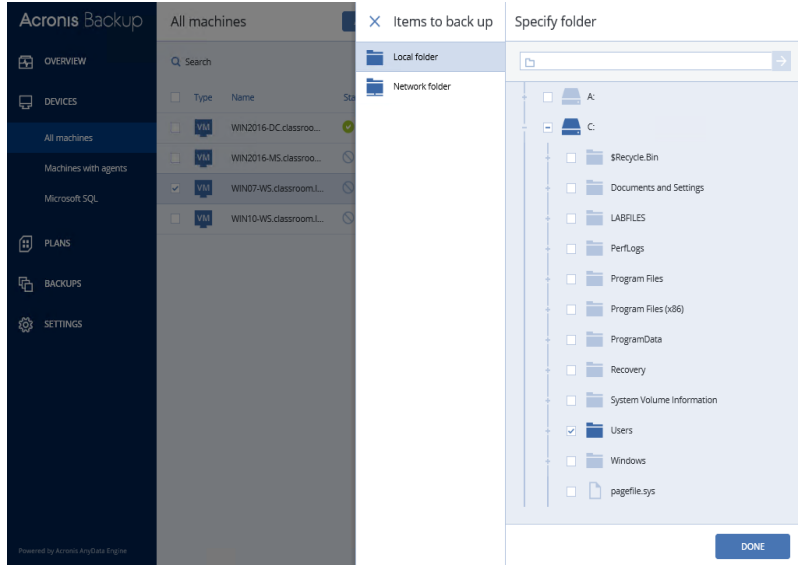 Acronis Backup
OVERVIEW
DEVICES
All machines
Machines with agents
Microsoft SQL
PLANS
BACKUPS
SETTINGS
Powered by Acronis AnyData Engine
All machines
Search
Type Name Sta
VM WIN2016-DC.classroo...
VM WIN2016-MS.classroo...
VM WIN07-WS.classroom.l...
VM WIN10-WS.classroom.l...
Items to back up
Local folder
Network folder
Specify folder
A:
C:
$Recycle.Bin
Documents and Settings
LABFILES
PerfLogs
Program Files
Program Files (x86)
ProgramData
Recovery
System Volume Information
Users
Windows
pagefile.sys
DONE